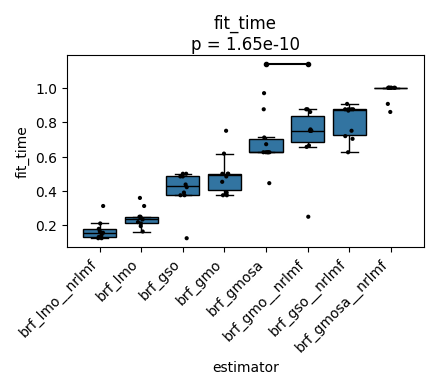 fit_time
p = 1.65e-10
1.0
0.8
0.6
0.4
0.2
fit_time
brf_lmo__nrlmf
brf_lmo
brf_gso
brf_gmo
brf_gmosa
brf_gmo__nrlmf
brf_gso__nrlmf
brf_gmosa__nrlmf
estimator